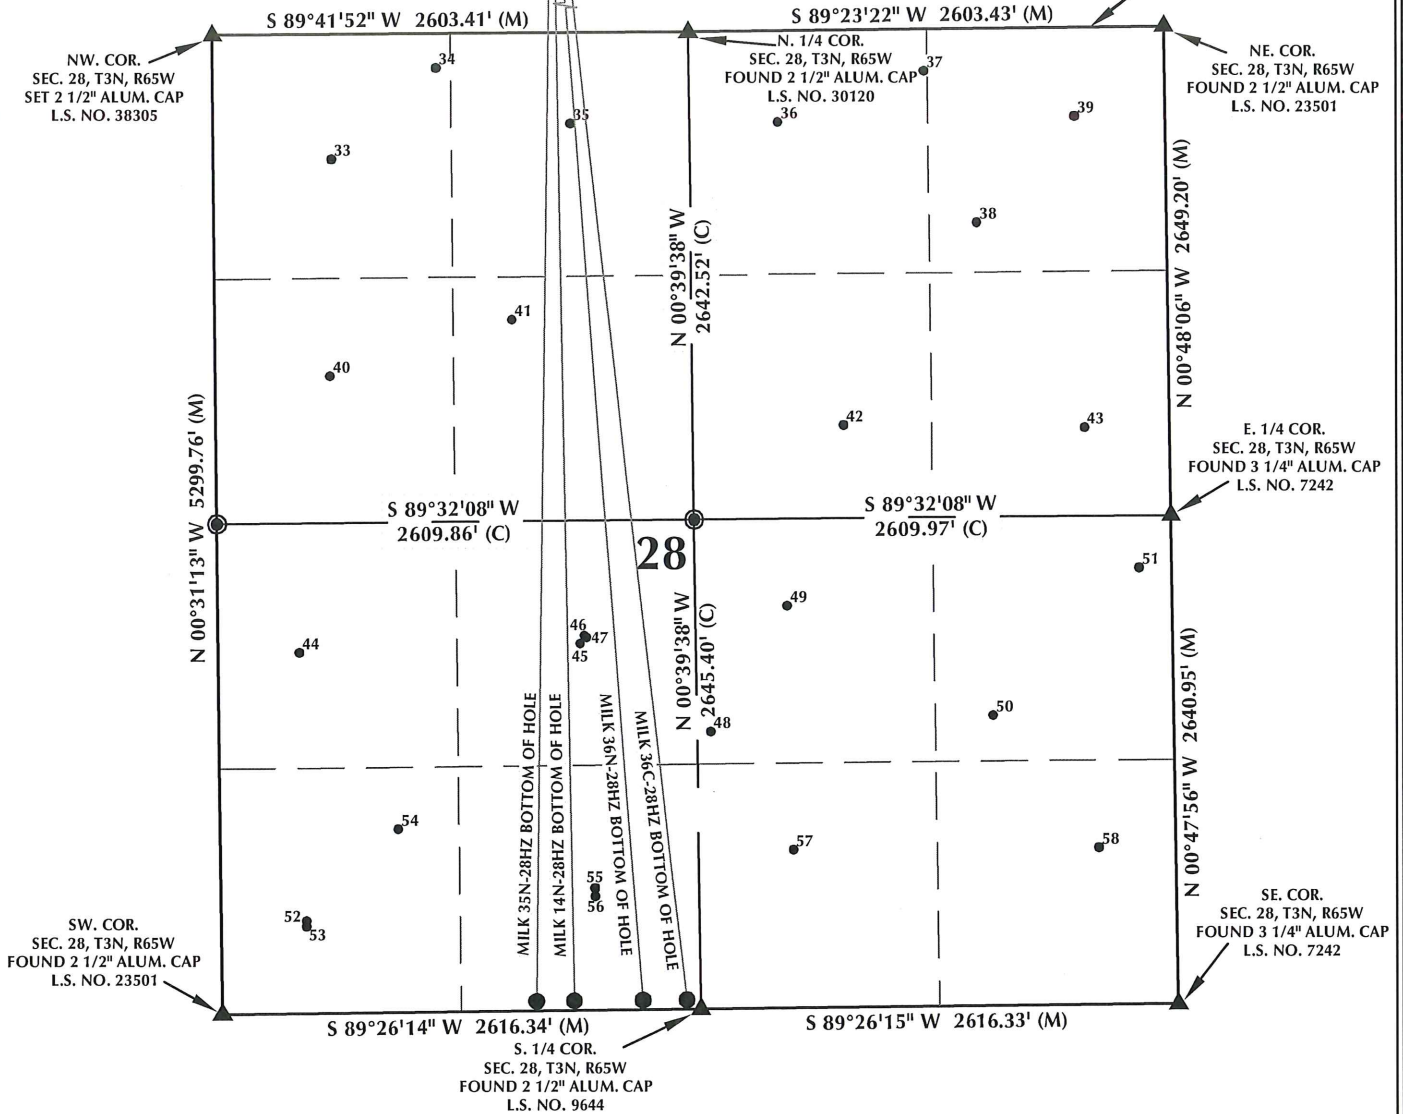 S 89°41'52" W 2603.41' (M)
S 89°23'22" W 2603.43' (M)
NW. COR.
SEC. 28, T3N, R65W
SET 2 1/2" ALUM. CAP
L.S. NO. 38305
N. 1/4 COR.
SEC. 28, T3N, R65W
FOUND 2 1/2" ALUM. CAP
L.S. NO. 30120
NE. COR.
SEC. 28, T3N, R65W
FOUND 2 1/2" ALUM. CAP
L.S. NO. 23501
34
37
35
36
39
33
38
N 00°39'38" W
2642.52' (C)
N 00°48'06" W 2649.20' (M)
41
40
42
43
N 00°31'13" W 5299.76' (M)
E. 1/4 COR.
SEC. 28, T3N, R65W
FOUND 3 1/4" ALUM. CAP
L.S. NO. 7242
S 89°32'08" W
2609.86' (C)
S 89°32'08" W
2609.97' (C)
28
51
49
46
47
45
44
N 00°39'38" W
2645.40' (C)
48
50
N 00°47'56" W 2640.95' (M)
MILK 35N-28HZ BOTTOM OF HOLE
MILK 14N-28HZ BOTTOM OF HOLE
MILK 36N-28HZ BOTTOM OF HOLE
MILK 36C-28HZ BOTTOM OF HOLE
54
57
58
55
56
52
53
SW. COR.
SEC. 28, T3N, R65W
FOUND 2 1/2" ALUM. CAP
L.S. NO. 23501
SE. COR.
SEC. 28, T3N, R65W
FOUND 3 1/4" ALUM. CAP
L.S. NO. 7242
S 89°26'14" W 2616.34' (M)
S 89°26'15" W 2616.33' (M)
S. 1/4 COR.
SEC. 28, T3N, R65W
FOUND 2 1/2" ALUM. CAP
L.S. NO. 9644